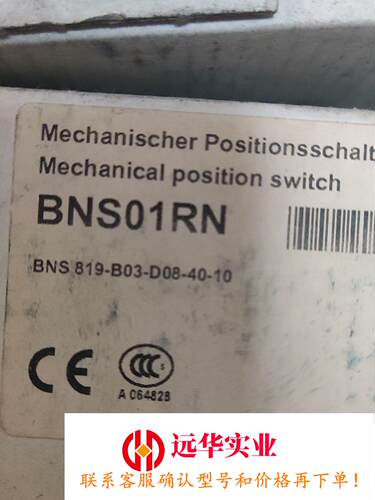 Mechanischer Positionsschalt
Mechanical position switch
BNS01RN
BNS 819-B03-D08-40-10
CE
CCC S
A 064828
远华实业
联系客服确认型号和价格再下单！